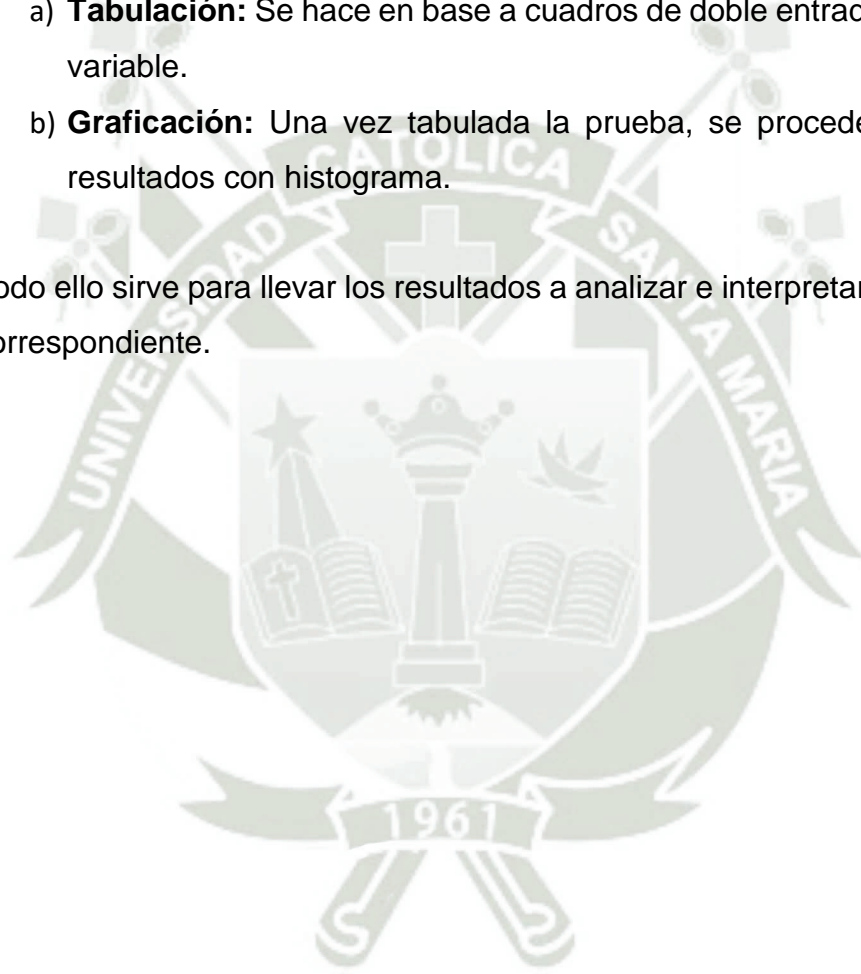 a) Tabulación: Se hace en base a cuadros de doble entrad
variable.
b) Graficación: Una vez tabulada la prueba, se procede
resultados con histograma.
odo ello sirve para llevar los resultados a analizar e interpretar
orrespondiente.
UNIVERSIDAD CATOLICA SANTA MARIA
1961